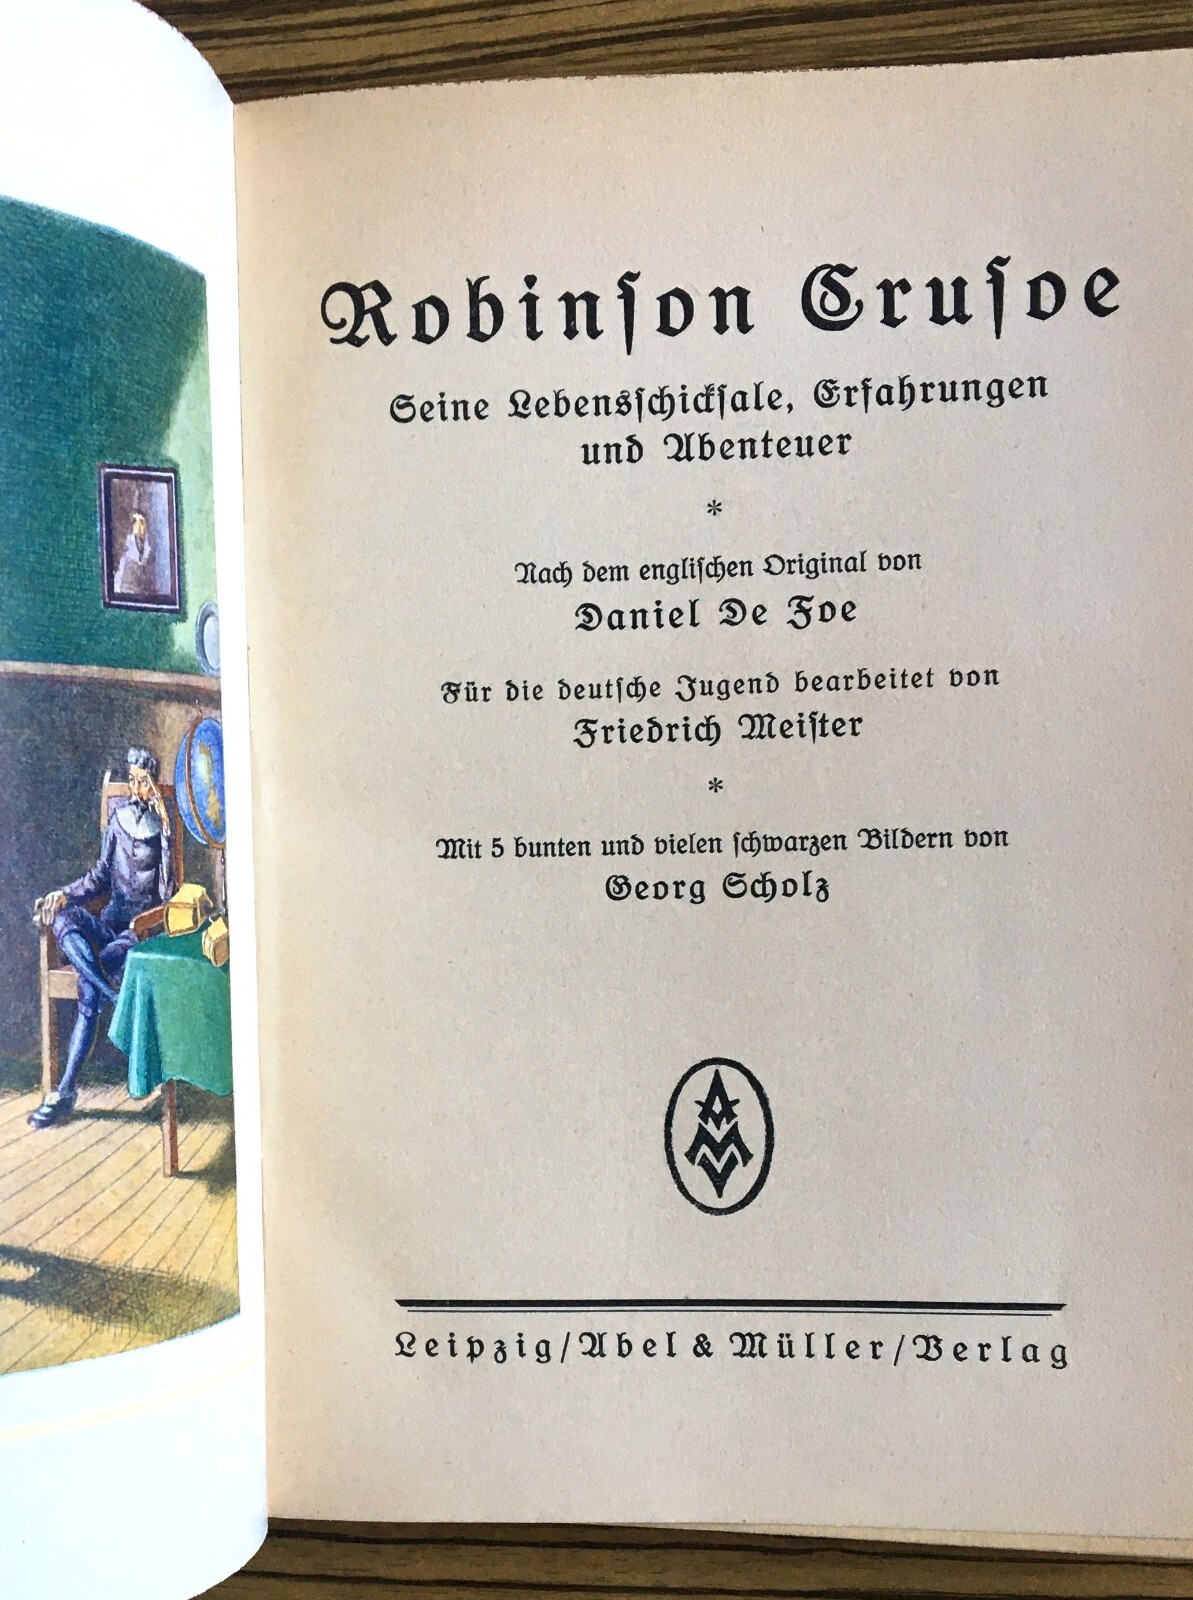 Robinſon Cruſoe
Seine Lebensſchickſale, Erfahrungen
und Abenteuer
*
Nach dem engliſchen Original von
Daniel De Foe
Für die deutſche Jugend bearbeitet von
Friedrich Meiſter
*
Mit 5 bunten und vielen ſchwarzen Bildern von
Georg Scholz
AMV
Leipzig/Abel & Müller/Verlag